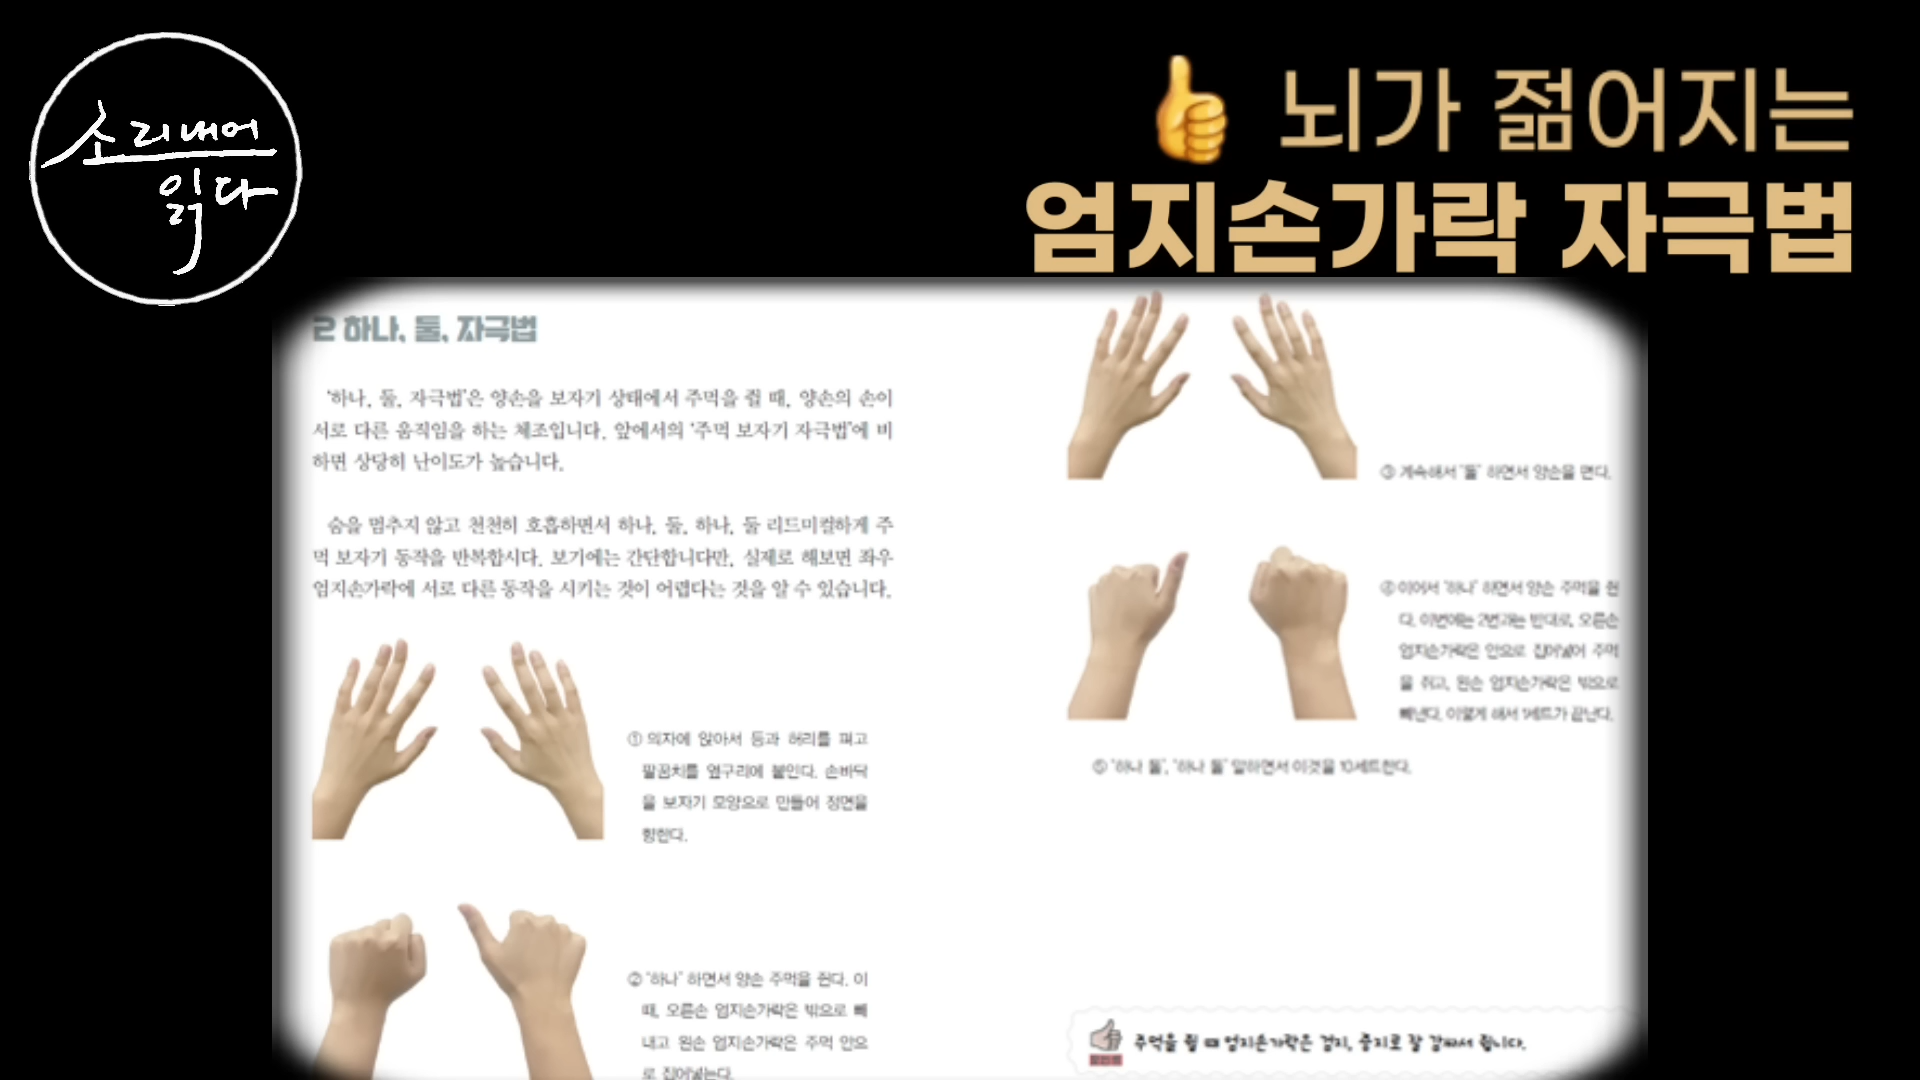 소리내어
읽다
뇌가 젊어지는
엄지손가락 자극법
2 하나, 둘, 자극법
'하나, 둘, 자극법'은 양손을 보자기 상태에서 주먹을 쥘 때, 양손의 손이
서로 다른 움직임을 하는 체조입니다. 앞에서의 '주먹 보자기 자극법'에 비
하면 상당히 난이도가 높습니다.
숨을 멈추지 않고 천천히 호흡하면서 하나, 둘, 하나, 둘 리드미컬하게 주
먹 보자기 동작을 반복합시다. 보기에는 간단합니다만, 실제로 해보면 좌우
엄지손가락에 서로 다른 동작을 시키는 것이 어렵다는 것을 알 수 있습니다.
① 의자에 앉아서 등과 허리를 펴고
팔꿈치를 옆구리에 붙인다. 손바닥
을 보자기 모양으로 만들어 정면을
향한다.
② "하나" 하면서 양손 주먹을 쥔다. 이
때, 오른손 엄지손가락은 밖으로 빼
내고 왼손 엄지손가락은 주먹 안으
로 집어넣는다.
③ 계속해서 "둘" 하면서 양손을 편다.
④ 이어서 "하나" 하면서 양손 주먹을 쥔
다. 이번에는 2번과는 반대로, 오른손
엄지손가락은 안으로 집어넣어 주먹
을 쥐고, 왼손 엄지손가락은 밖으로
빼낸다. 이렇게 해서 1세트가 끝난다.
⑤ "하나 둘", "하나 둘" 말하면서 이것을 10세트한다.
주먹을 쥘 때 엄지손가락은 검지, 중지로 잘 감싸서 쥡니다.